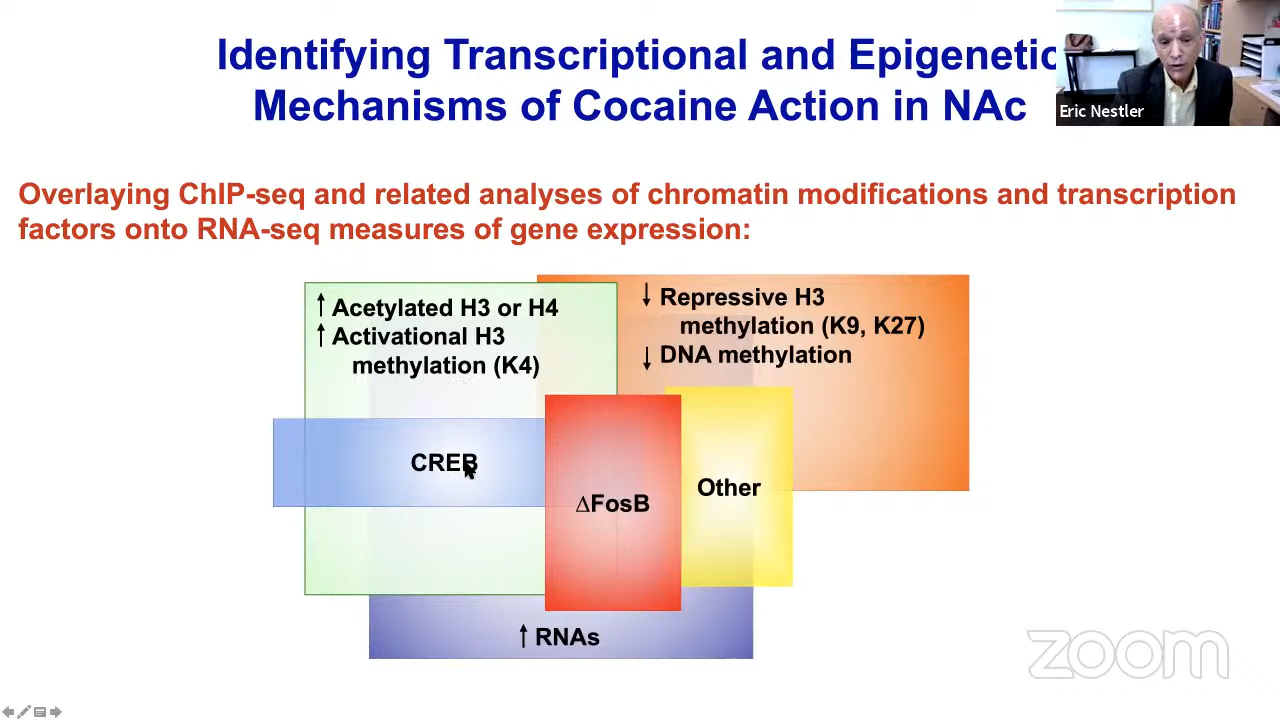 Identifying Transcriptional and Epigenetic
Mechanisms of Cocaine Action in NAc
Eric Nestler
Overlaying ChIP-seq and related analyses of chromatin modifications and transcription
factors onto RNA-seq measures of gene expression:
↑ Acetylated H3 or H4
↑ Activational H3
methylation (K4)
↓ Repressive H3
methylation (K9, K27)
↓ DNA methylation
CREB
ΔFosB
Other
↑ RNAs
zoom